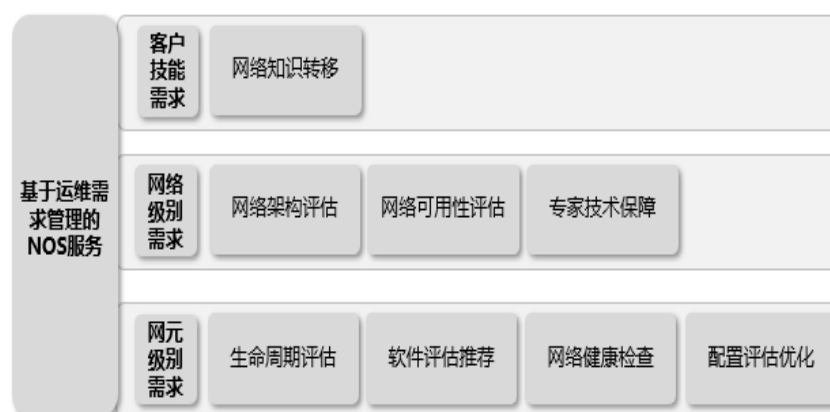 基于运维需
求管理的
NOS服务
客户
技能
需求
网络知识转移
网络
级别
需求
网络架构评估
网络可用性评估
专家技术保障
网元
级别
需求
生命周期评估
软件评估推荐
网络健康检查
配置评估优化